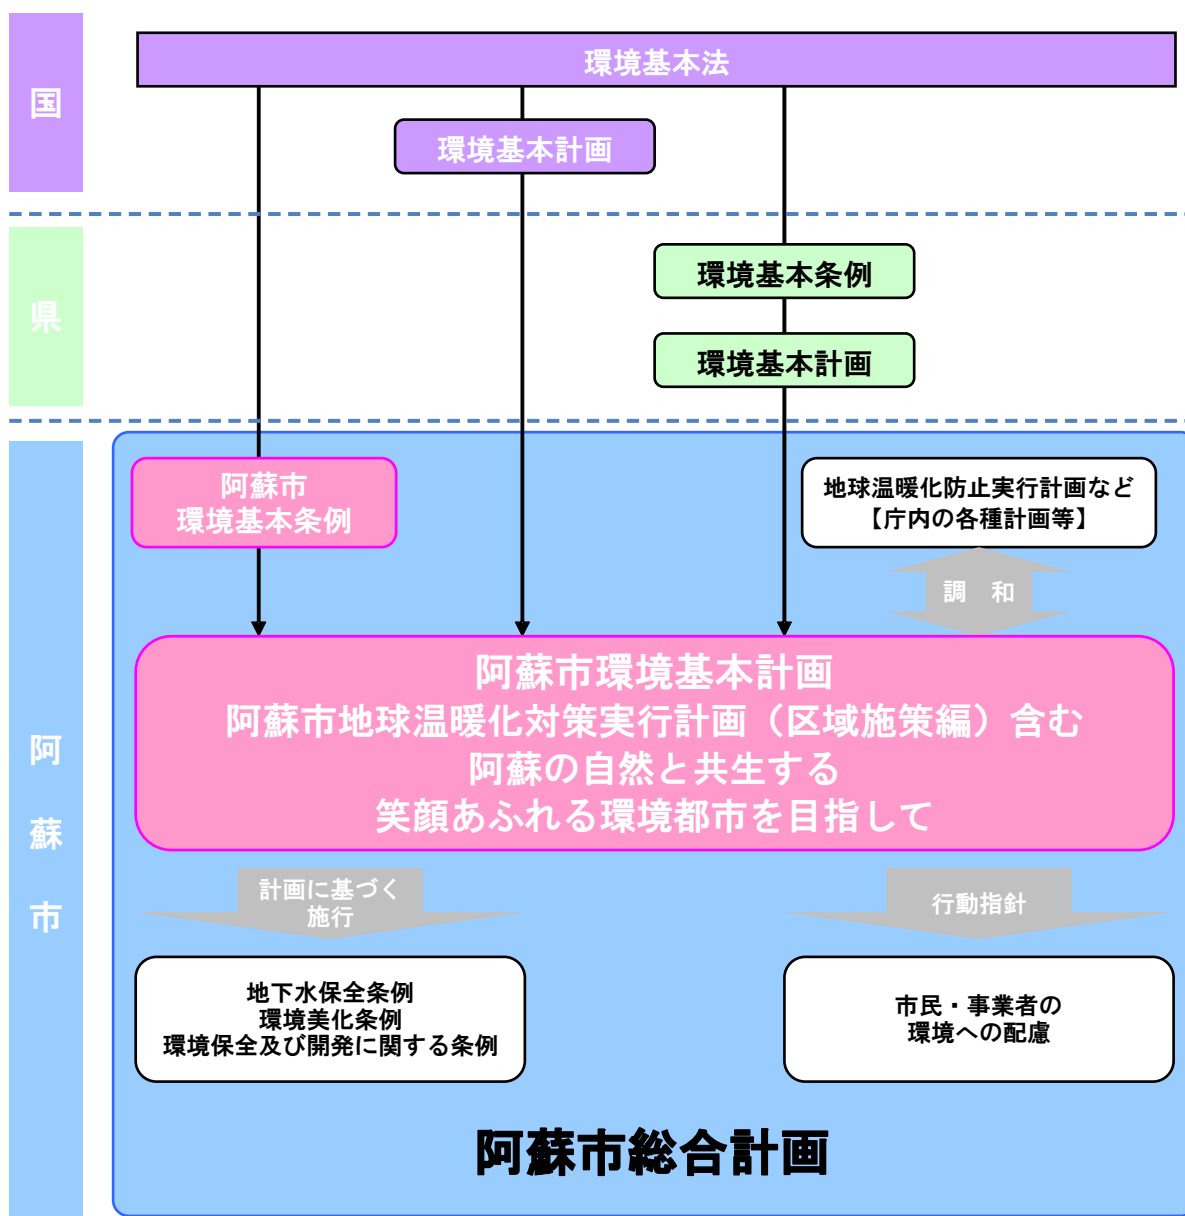 国
環境基本法
環境基本計画
県
環境基本条例
環境基本計画
阿
蘇
市
阿蘇市
環境基本条例
地球温暖化防止実行計画など
【庁内の各種計画等】
調　和
阿蘇市環境基本計画
阿蘇市地球温暖化対策実行計画（区域施策編）含む
阿蘇の自然と共生する
笑顔あふれる環境都市を目指して
計画に基づく
施行
行動指針
地下水保全条例
環境美化条例
環境保全及び開発に関する条例
市民・事業者の
環境への配慮
阿蘇市総合計画